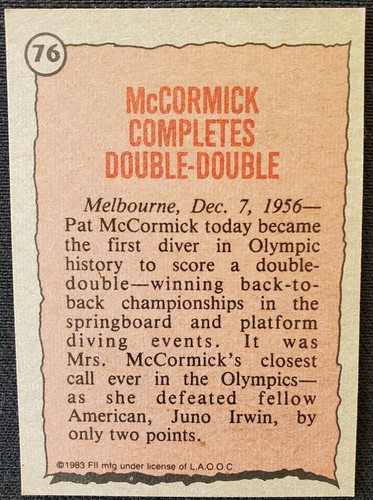 76
McCORMICK
COMPLETES
DOUBLE-DOUBLE
Melbourne, Dec. 7, 1956—
Pat McCormick today became
the first diver in Olympic
history to score a double-
double—winning back-to-
back championships in the
springboard and platform
diving events. It was
Mrs. McCormick's closest
call ever in the Olympics—
as she defeated fellow
American, Juno Irwin, by
only two points.
©1983 FII mfg under license of L.A.O.O.C.